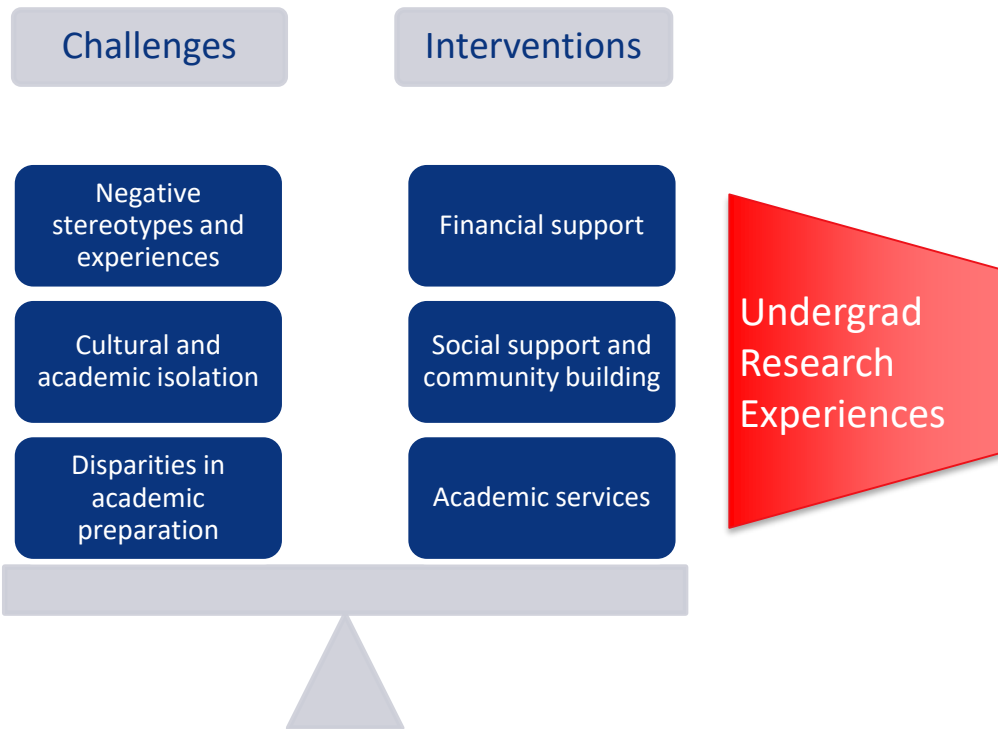 Challenges
Interventions
Negative
stereotypes and
experiences
Cultural and
academic isolation
Disparities in
academic
preparation
Financial support
Social support and
community building
Academic services
Undergrad
Research
Experiences